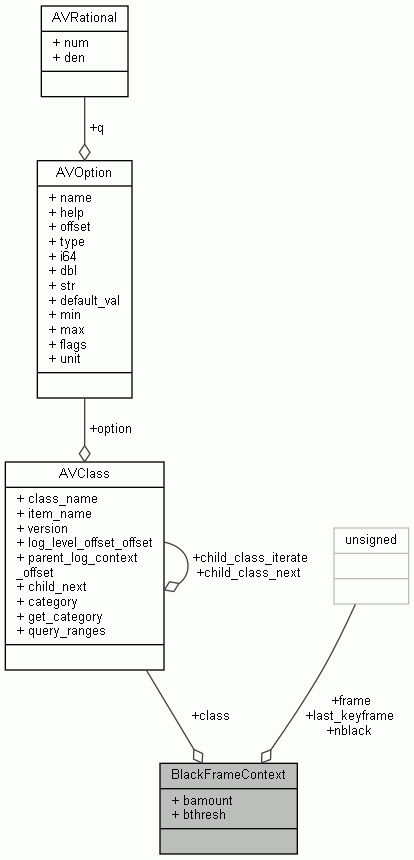 AVRational
+ num
+ den
+q
AVOption
+ name
+ help
+ offset
+ type
+ i64
+ dbl
+ str
+ default_val
+ min
+ max
+ flags
+ unit
+option
AVClass
+ class_name
+ item_name
+ version
+ log_level_offset_offset
+ parent_log_context
_offset
+ child_next
+ category
+ get_category
+ query_ranges
+child_class_iterate
+child_class_next
unsigned
+class
+frame
+last_keyframe
+nblack
BlackFrameContext
+ bamount
+ bthresh